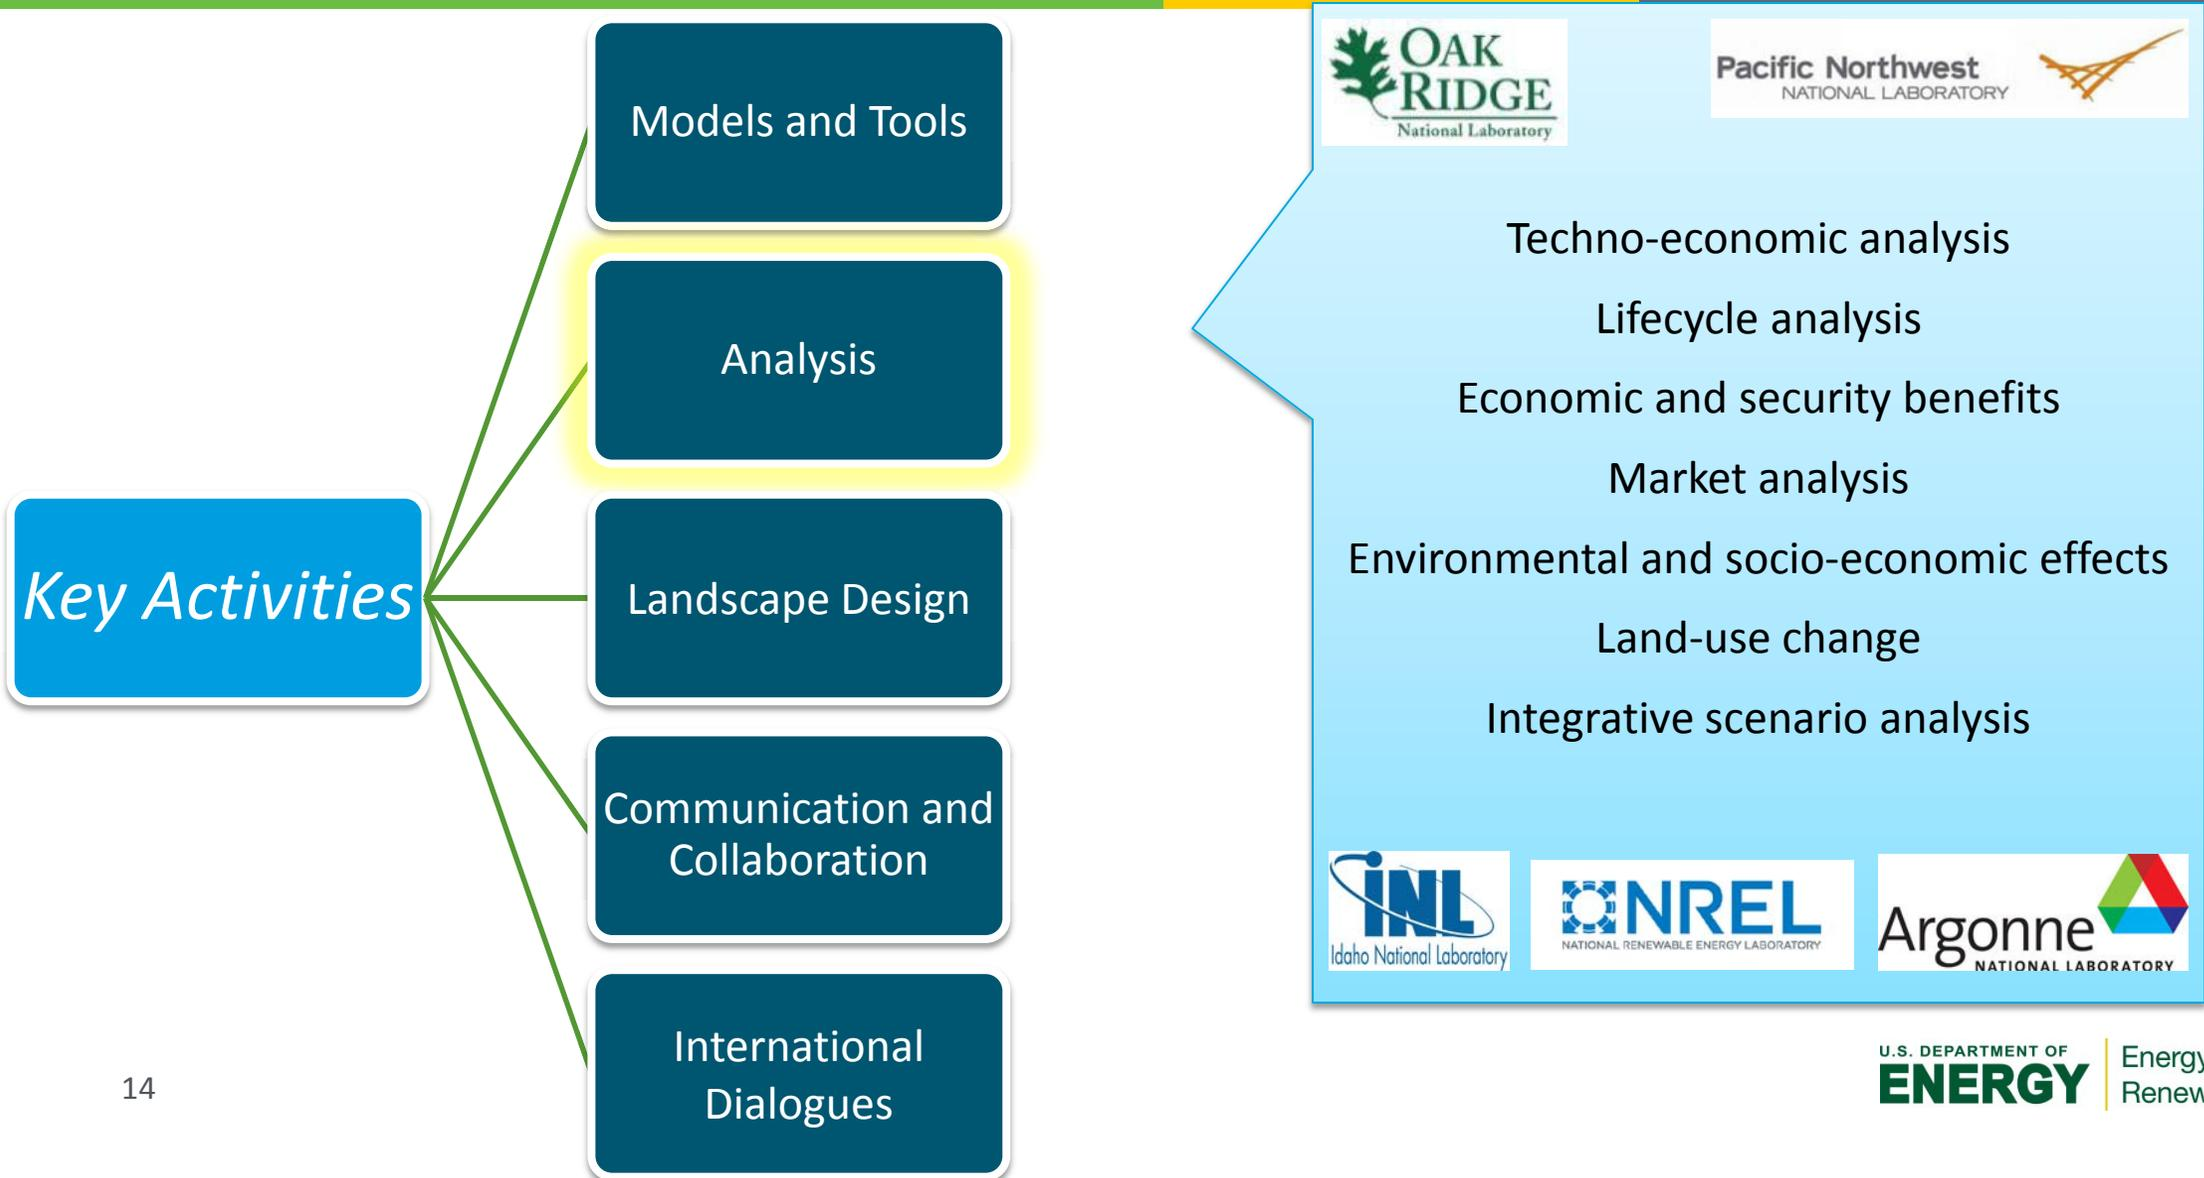 Key Activities
Models and Tools
Analysis
Landscape Design
Communication and
Collaboration
International
Dialogues
OAK
RIDGE
National Laboratory
Pacific Northwest
NATIONAL LABORATORY
Techno-economic analysis
Lifecycle analysis
Economic and security benefits
Market analysis
Environmental and socio-economic effects
Land-use change
Integrative scenario analysis
INL
Idaho National Laboratory
NREL
NATIONAL RENEWABLE ENERGY LABORATORY
Argonne
NATIONAL LABORATORY
14
U.S. DEPARTMENT OF
ENERGY
Energy
Renew